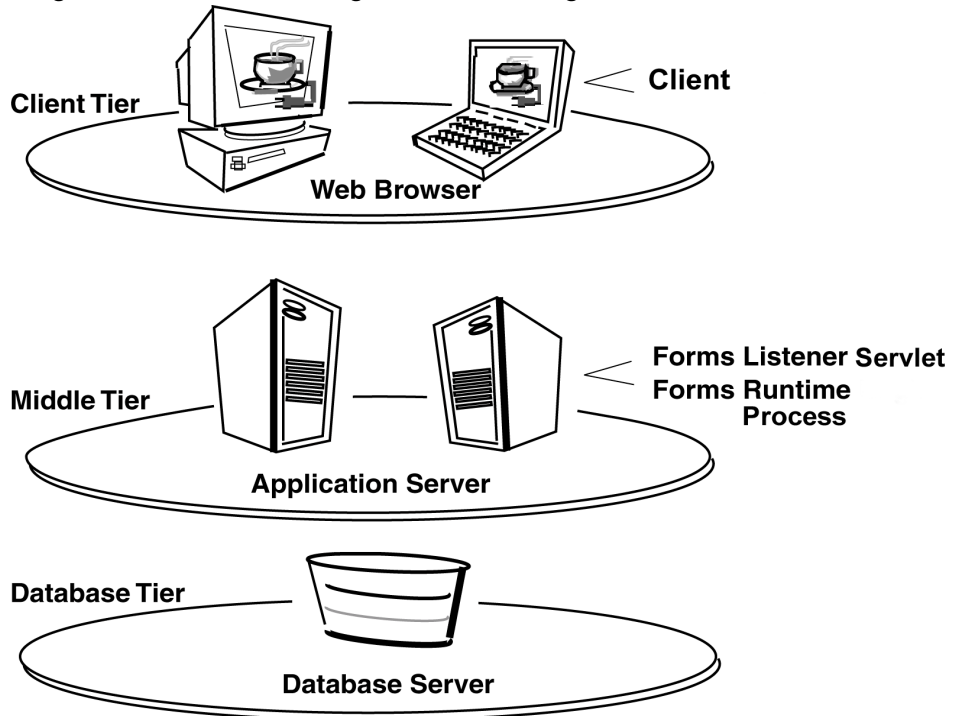 Client Tier
Client
Web Browser
Middle Tier
Forms Listener Servlet
Forms Runtime
Process
Application Server
Database Tier
Database Server